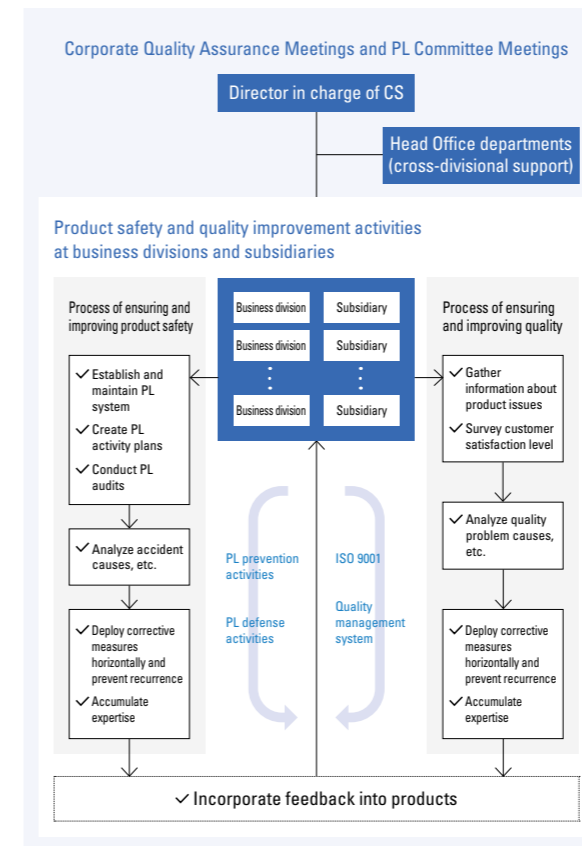 Corporate Quality Assurance Meetings and PL Committee Meetings
Director in charge of CS
Head Office departments
(cross-divisional support)
Product safety and quality improvement activities
at business divisions and subsidiaries
Process of ensuring and
improving product safety
✓ Establish and
maintain PL
system
✓ Create PL
activity plans
✓ Conduct PL
audits
✓ Analyze accident
causes, etc.
✓ Deploy corrective
measures
horizontally and
prevent recurrence
✓ Accumulate
expertise
Business division
Subsidiary
Business division
Subsidiary
Business division
Subsidiary
PL prevention
activities
PL defense
activities
ISO 9001
Quality
management
system
Process of ensuring
and improving quality
✓ Gather
information about
product issues
✓ Survey customer
satisfaction level
✓ Analyze quality
problem causes,
etc.
✓ Deploy corrective
measures
horizontally and
prevent recurrence
✓ Accumulate
expertise
✓ Incorporate feedback into products